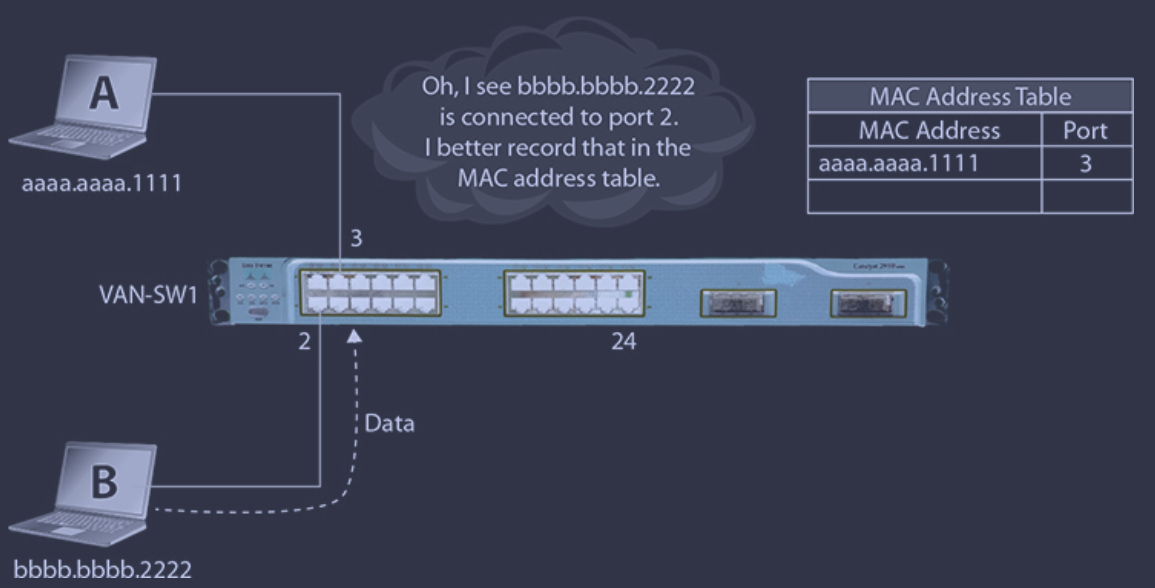 A
aaaa.aaaa.1111
Oh, I see bbbb.bbbb.2222
is connected to port 2.
I better record that in the
MAC address table.
MAC Address Table
MAC Address Port
aaaa.aaaa.1111 3
3
VAN-SW1
2
24
Data
B
bbbb.bbbb.2222